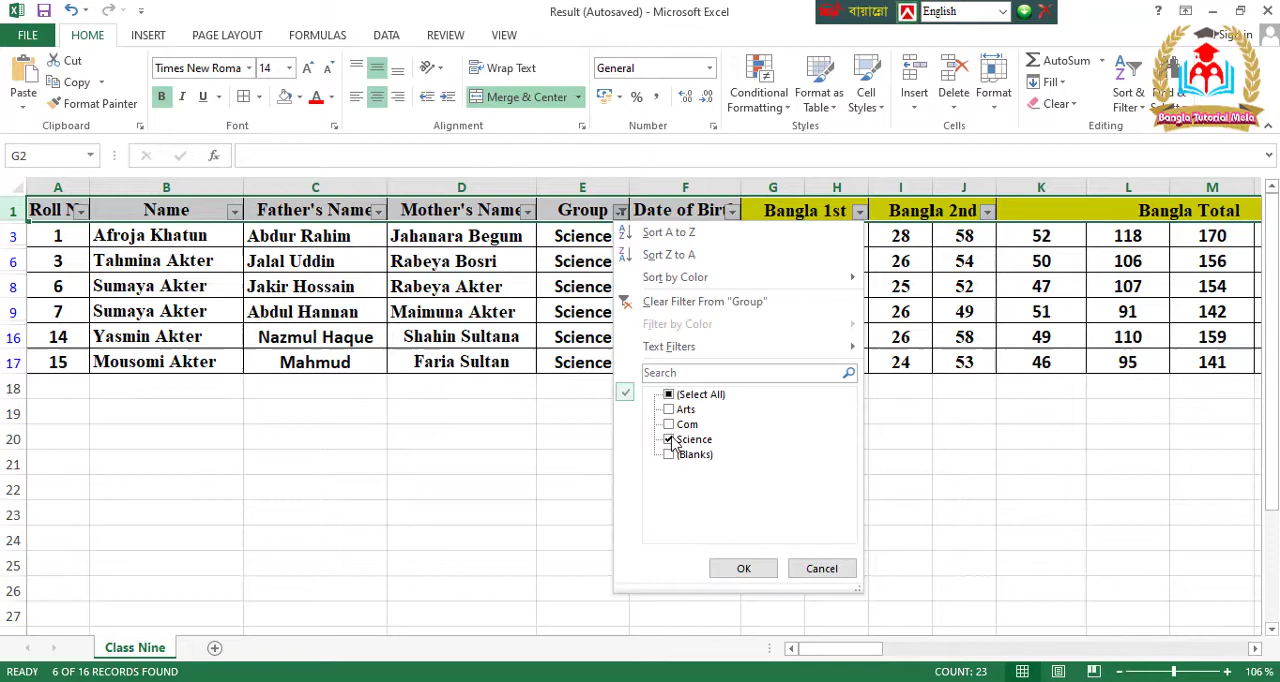 Result (Autosaved) - Microsoft Excel
বায়ান্নো
English
FILE
HOME
INSERT
PAGE LAYOUT
FORMULAS
DATA
REVIEW
VIEW
Sign in
Paste
Cut
Copy
Format Painter
Clipboard
Times New Roma
14
B I U
Font
Wrap Text
Merge & Center
Alignment
General
Number
Conditional Formatting
Format as Table
Cell Styles
Styles
Insert
Delete
Format
Cells
AutoSum
Fill
Clear
Sort & Filter
Editing
Bangla Tutorial Mela
G2
fx
A B C D E F G H I J K L M
1 Roll N Name Father's Name Mother's Name Group Date of Birt Bangla 1st Bangla 2nd Bangla Total
3 1 Afroja Khatun Abdur Rahim Jahanara Begum Science 28 58 52 118 170
6 3 Tahmina Akter Jalal Uddin Rabeya Bosri Science 26 54 50 106 156
8 6 Sumaya Akter Jakir Hossain Rabeya Akter Science 25 52 47 107 154
9 7 Sumaya Akter Abdul Hannan Maimuna Akter Science 26 49 51 91 142
16 14 Yasmin Akter Nazmul Haque Shahin Sultana Science 26 58 49 110 159
17 15 Mousomi Akter Mahmud Faria Sultan Science 24 53 46 95 141
18
19
20
21
22
23
24
25
26
27
Sort A to Z
Sort Z to A
Sort by Color
Clear Filter From "Group"
Filter by Color
Text Filters
Search
(Select All)
Arts
Com
Science
(Blanks)
OK Cancel
Class Nine
READY 6 OF 16 RECORDS FOUND COUNT: 23 106 %